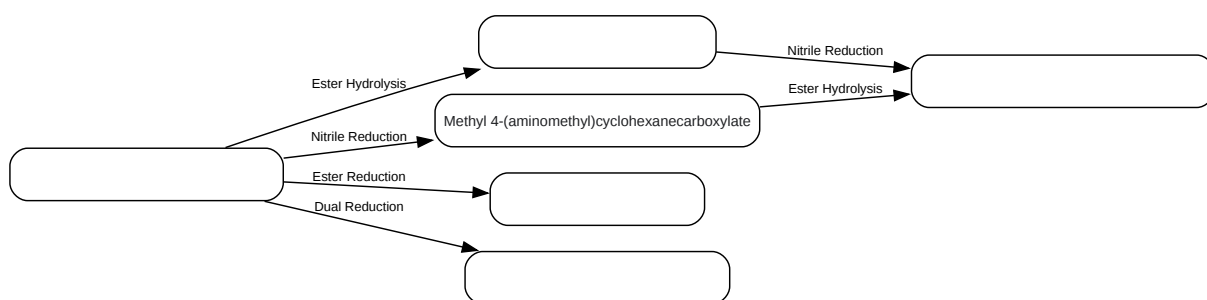 Ester Hydrolysis
Nitrile Reduction
Nitrile Reduction
Methyl 4-(aminomethyl)cyclohexanecarboxylate
Ester Hydrolysis
Ester Reduction
Dual Reduction